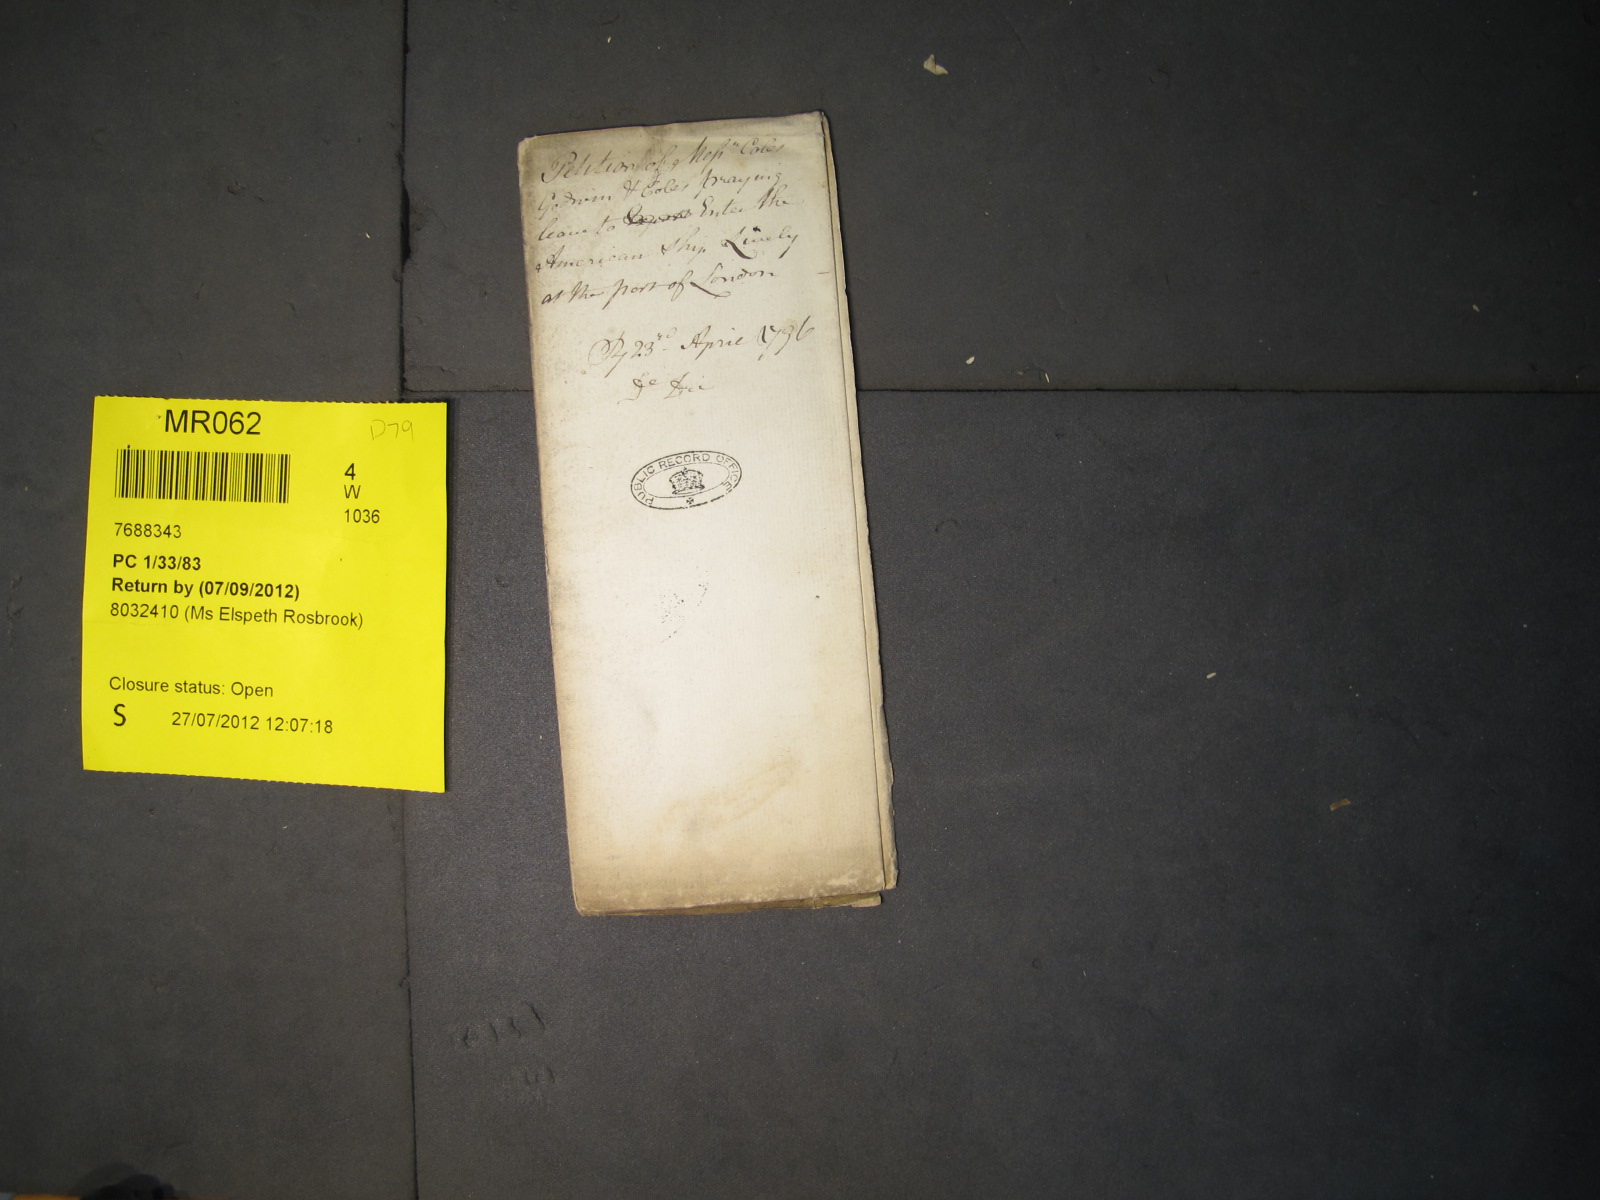 MR062
D79
4
W
1036
7688343
PC 1/33/83
Return by (07/09/2012)
8032410 (Ms Elspeth Rosbrook)
Closure status: Open
S 27/07/2012 12:07:18
Petition of Messrs Coles
Godwin & Coles praying
leave to Enter the
American Ship Lively
at the port of London
23rd April 1796
PUBLIC RECORD OFFICE